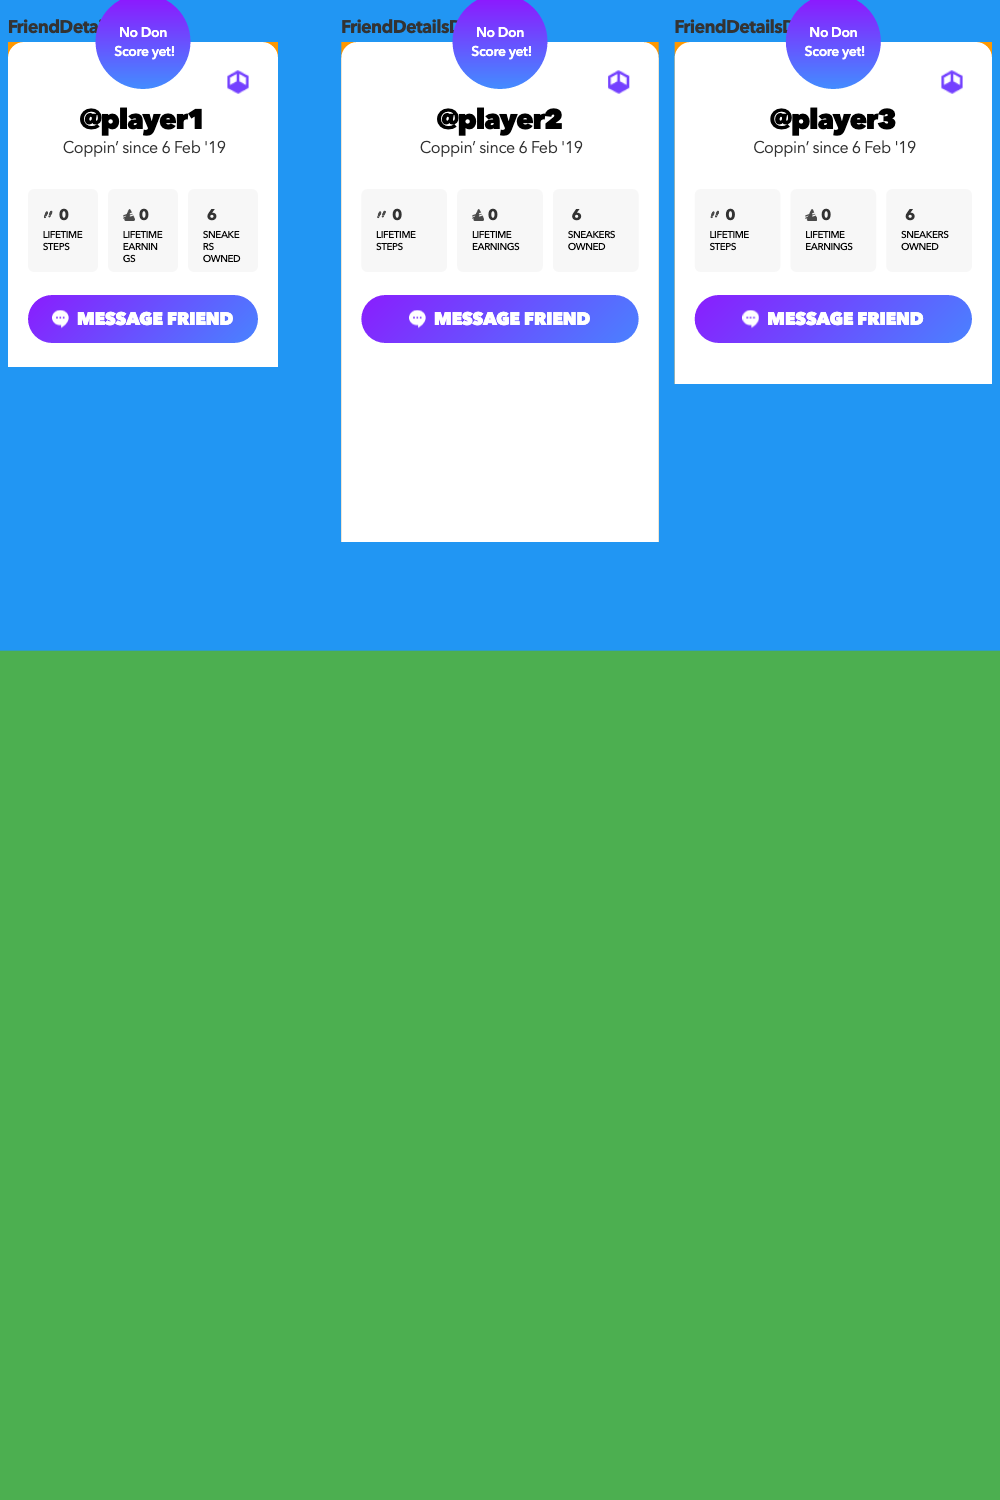 FriendDeta
No Don
Score yet!
@player1
Coppin’ since 6 Feb '19
0
LIFETIME
STEPS
0
LIFETIME
EARNIN
GS
6
SNEAKE
RS
OWNED
MESSAGE FRIEND
FriendDetailsD
No Don
Score yet!
@player2
Coppin’ since 6 Feb '19
0
LIFETIME
STEPS
0
LIFETIME
EARNINGS
6
SNEAKERS
OWNED
MESSAGE FRIEND
FriendDetailsD
No Don
Score yet!
@player3
Coppin’ since 6 Feb '19
0
LIFETIME
STEPS
0
LIFETIME
EARNINGS
6
SNEAKERS
OWNED
MESSAGE FRIEND